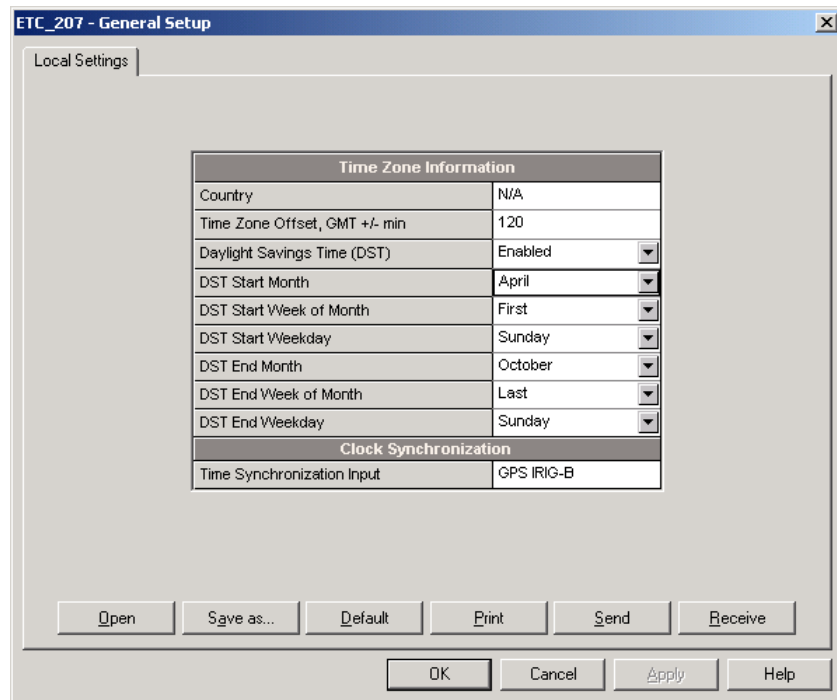 ETC_207 - General Setup
Local Settings
Time Zone Information
Country N/A
Time Zone Offset, GMT +/- min 120
Daylight Savings Time (DST) Enabled
DST Start Month April
DST Start Week of Month First
DST Start Weekday Sunday
DST End Month October
DST End Week of Month Last
DST End Weekday Sunday
Clock Synchronization
Time Synchronization Input GPS IRIG-B
Open Save as... Default Print Send Receive
OK Cancel Apply Help